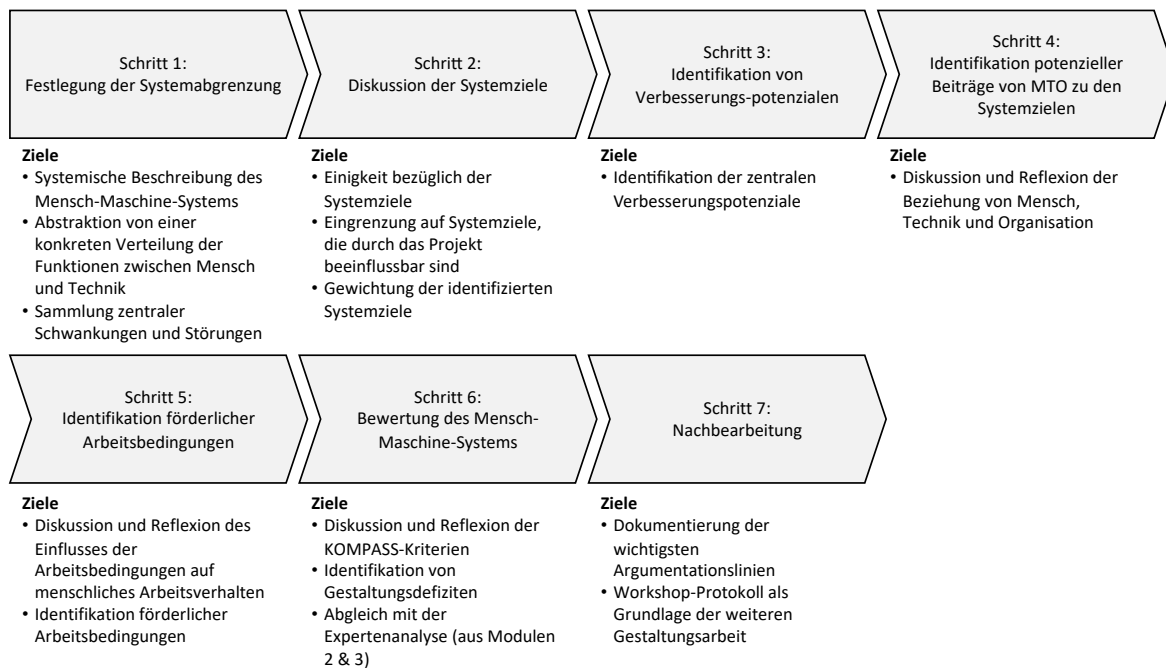 Schritt 1:
Festlegung der Systemabgrenzung
Schritt 2:
Diskussion der Systemziele
Schritt 3:
Identifikation von
Verbesserungs-potenzialen
Schritt 4:
Identifikation potenzieller
Beiträge von MTO zu den
Systemzielen
Ziele
• Systemische Beschreibung des
Mensch-Maschine-Systems
• Abstraktion von einer
konkreten Verteilung der
Funktionen zwischen Mensch
und Technik
• Sammlung zentraler
Schwankungen und Störungen
Ziele
• Einigkeit bezüglich der
Systemziele
• Eingrenzung auf Systemziele,
die durch das Projekt
beeinflussbar sind
• Gewichtung der identifizierten
Systemziele
Ziele
• Identifikation der zentralen
Verbesserungspotenziale
Ziele
• Diskussion und Reflexion der
Beziehung von Mensch,
Technik und Organisation
Schritt 5:
Identifikation förderlicher
Arbeitsbedingungen
Schritt 6:
Bewertung des Mensch-
Maschine-Systems
Schritt 7:
Nachbearbeitung
Ziele
• Diskussion und Reflexion des
Einflusses der
Arbeitsbedingungen auf
menschliches Arbeitsverhalten
• Identifikation förderlicher
Arbeitsbedingungen
Ziele
• Diskussion und Reflexion der
KOMPASS-Kriterien
• Identifikation von
Gestaltungsdefiziten
• Abgleich mit der
Expertenanalyse (aus Modulen
2 & 3)
Ziele
• Dokumentierung der
wichtigsten
Argumentationslinien
• Workshop-Protokoll als
Grundlage der weiteren
Gestaltungsarbeit